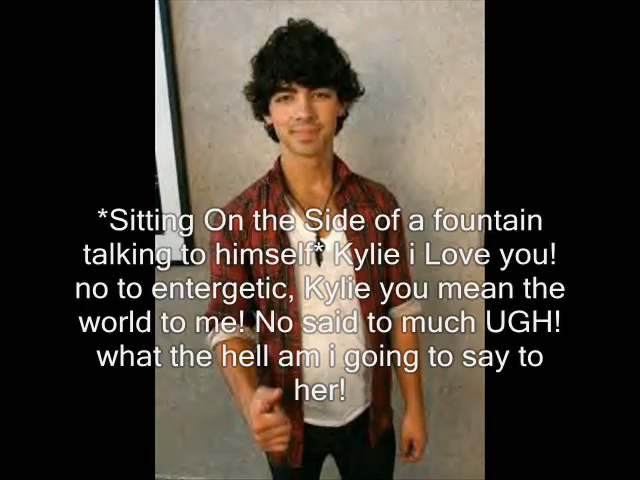 *Sitting On the Side of a fountain
talking to himself* Kylie i Love you!
no to entergetic, Kylie you mean the
world to me! No said to much UGH!
what the hell am i going to say to
her!